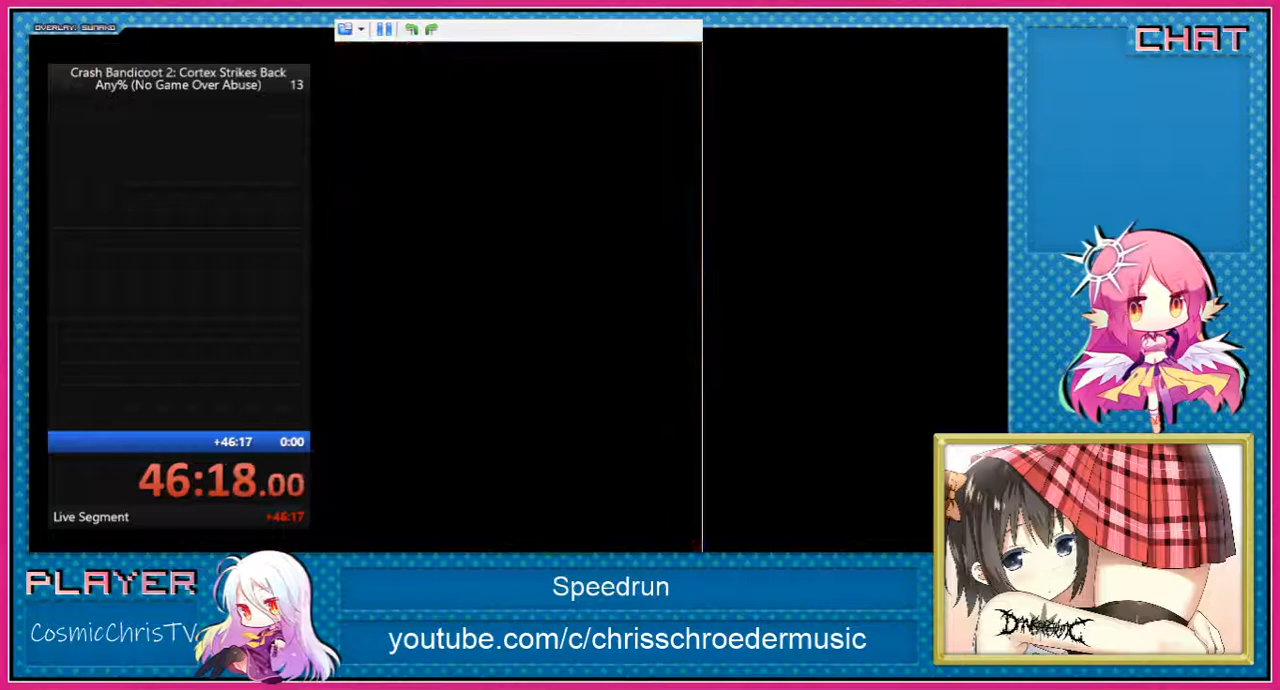 OVERLAY: SUNAKO
CHAT
Crash Bandicoot 2: Cortex Strikes Back
Any% (No Game Over Abuse) 13
+46:17 0:00
46:18.00
Live Segment +46:17
PLAYER
CosmicChrisTV
Speedrun
youtube.com/c/chrisschroedermusic